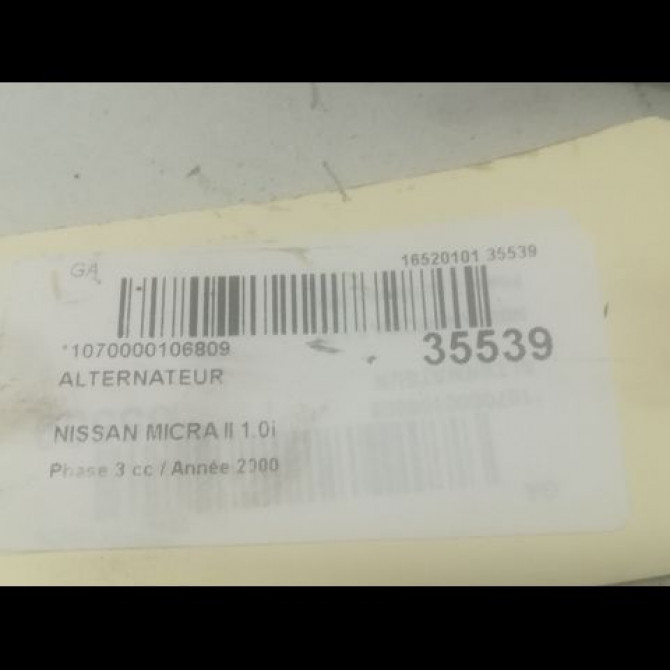 GA 16520101 35539
*1070000106809 35539
ALTERNATEUR
NISSAN MICRA II 1.0i
Phase 3 cc / Année 2000